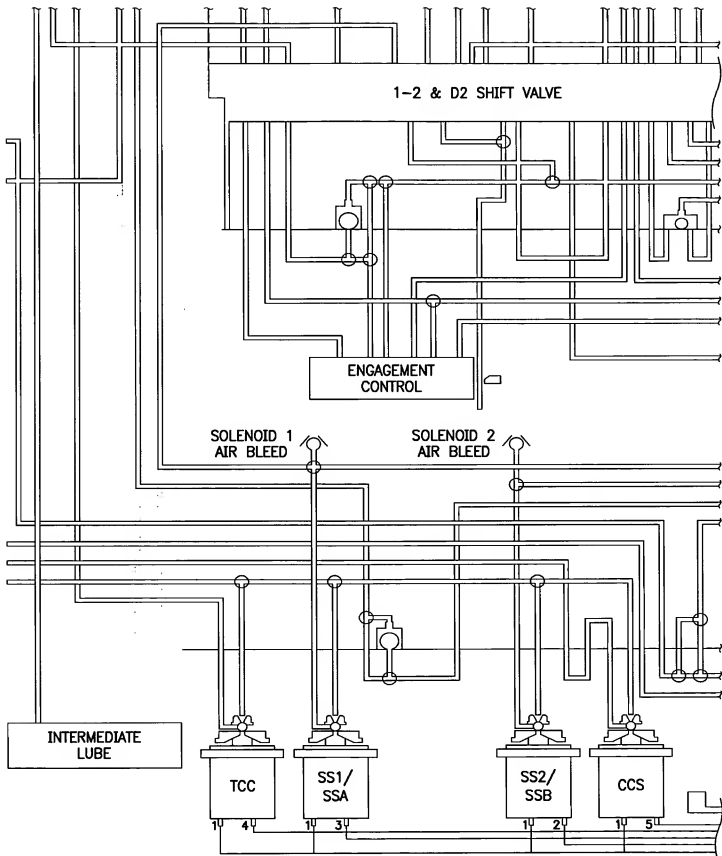 1-2 & D2 SHIFT VALVE
ENGAGEMENT
CONTROL
SOLENOID 1
AIR BLEED
SOLENOID 2
AIR BLEED
INTERMEDIATE
LUBE
TCC
SS1/
SSA
SS2/
SSB
CCS
1 4 1 3 1 2 1 5